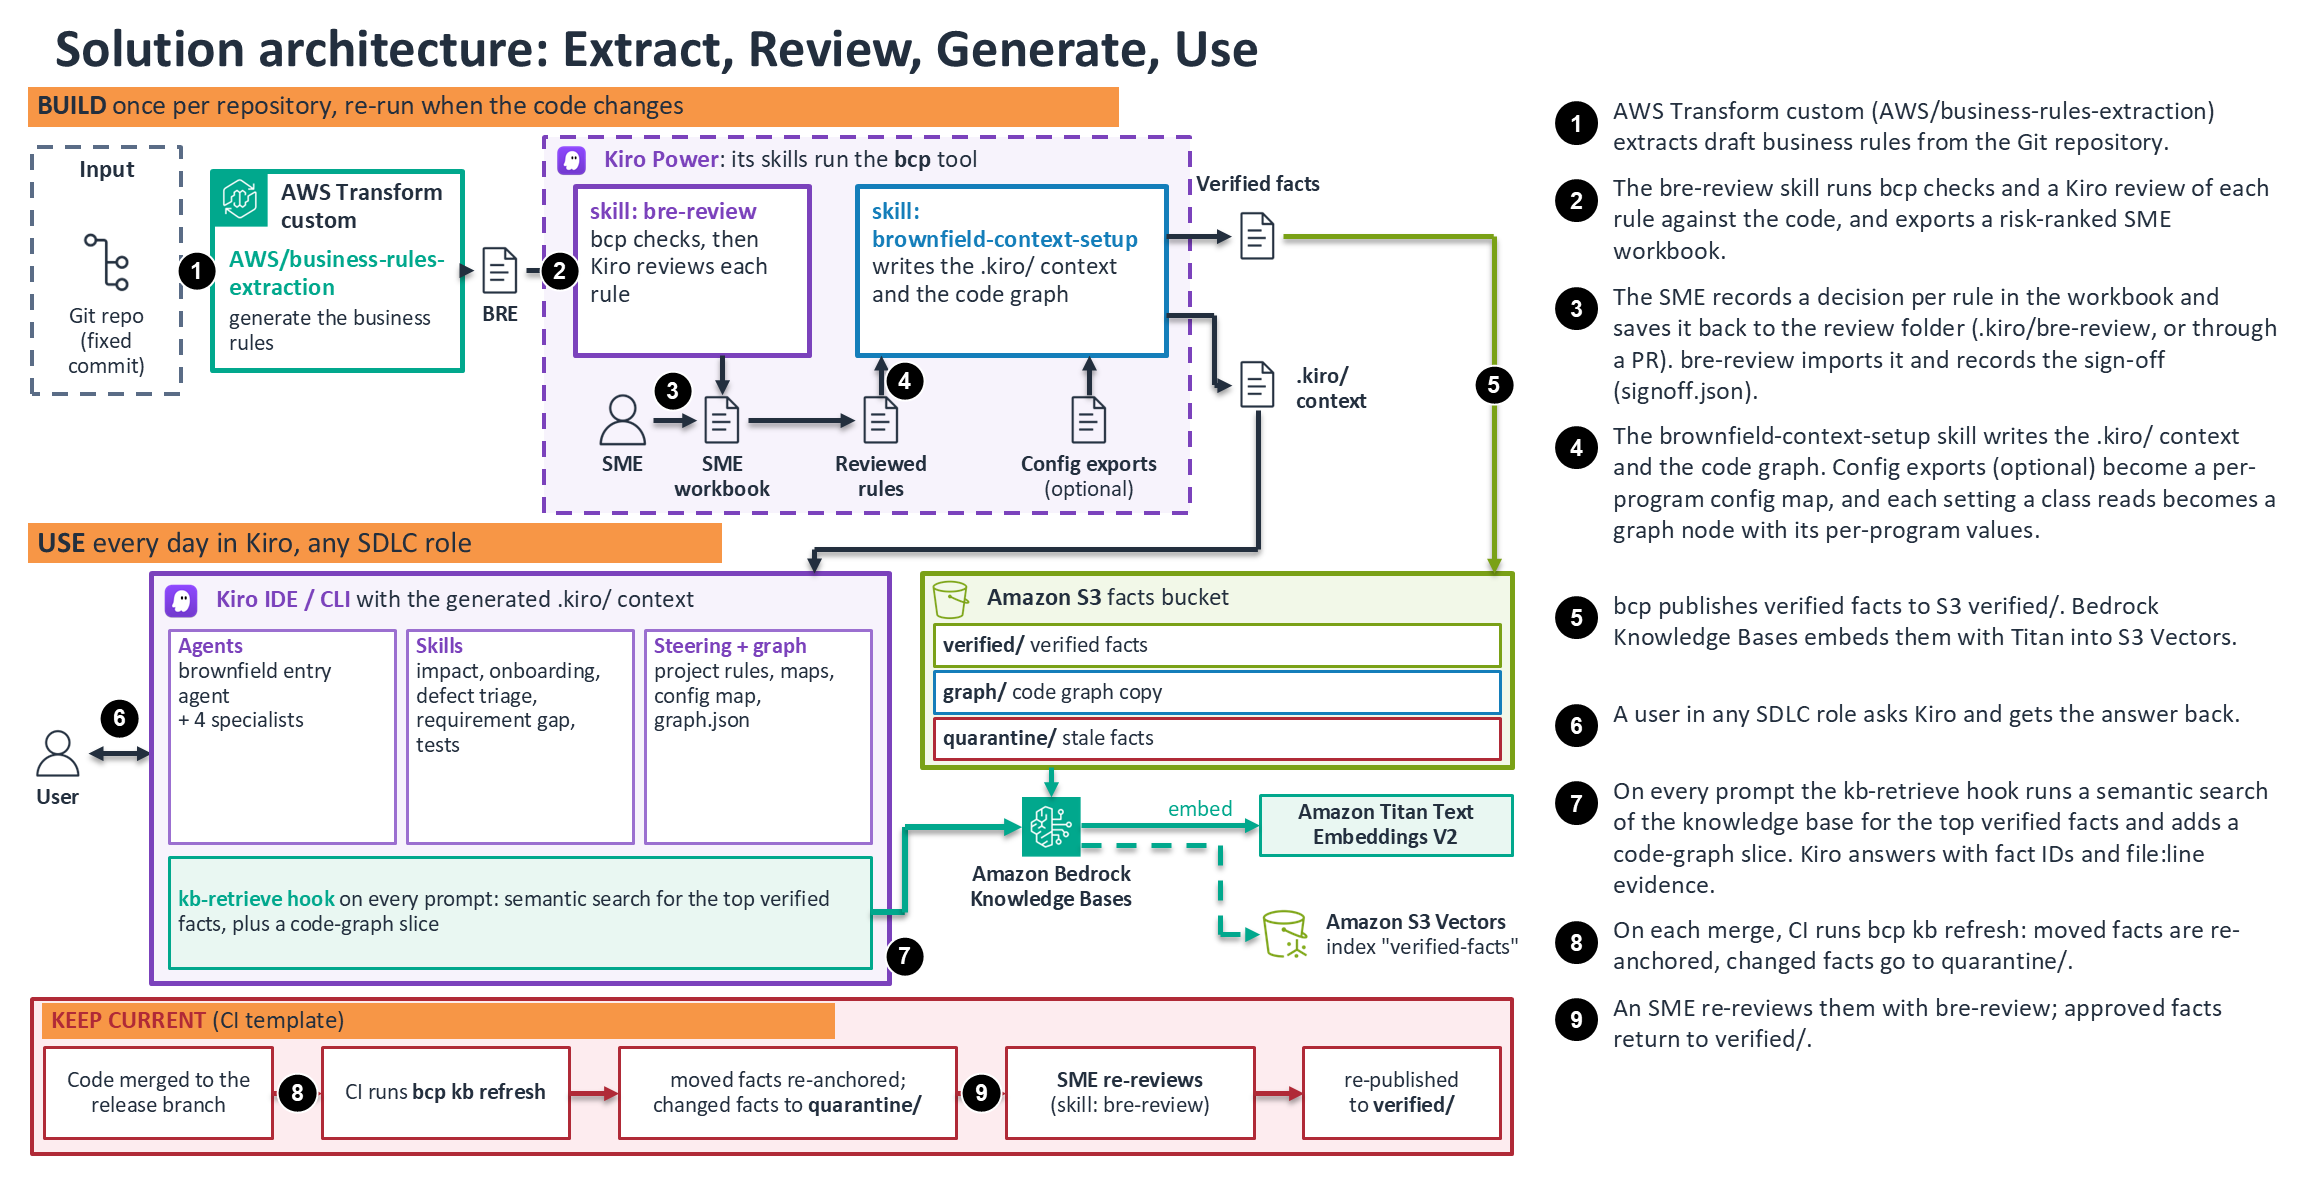 Solution architecture: Extract, Review, Generate, Use
BUILD once per repository, re-run when the code changes
Input
Git repo
(fixed
commit)
1
AWS Transform
custom
AWS/business-rules-
extraction
generate the business
rules
BRE
2
Kiro Power: its skills run the bcp tool
skill: bre-review
bcp checks, then
Kiro reviews each
rule
skill:
brownfield-context-setup
writes the .kiro/ context
and the code graph
3
4
SME
SME
workbook
Reviewed
rules
Config exports
(optional)
Verified facts
.kiro/
context
5
USE every day in Kiro, any SDLC role
6
User
Kiro IDE / CLI with the generated .kiro/ context
Agents
brownfield entry
agent
+ 4 specialists
Skills
impact, onboarding,
defect triage,
requirement gap,
tests
Steering + graph
project rules, maps,
config map,
graph.json
kb-retrieve hook on every prompt: semantic search for the top verified
facts, plus a code-graph slice
7
Amazon S3 facts bucket
verified/ verified facts
graph/ code graph copy
quarantine/ stale facts
Amazon Bedrock
Knowledge Bases
embed
Amazon Titan Text
Embeddings V2
Amazon S3 Vectors
index "verified-facts"
KEEP CURRENT (CI template)
Code merged to the
release branch
8
CI runs bcp kb refresh
moved facts re-anchored;
changed facts to quarantine/
9
SME re-reviews
(skill: bre-review)
re-published
to verified/
1
AWS Transform custom (AWS/business-rules-extraction)
extracts draft business rules from the Git repository.
2
The bre-review skill runs bcp checks and a Kiro review of each
rule against the code, and exports a risk-ranked SME
workbook.
3
The SME records a decision per rule in the workbook and
saves it back to the review folder (.kiro/bre-review, or through
a PR). bre-review imports it and records the sign-off
(signoff.json).
4
The brownfield-context-setup skill writes the .kiro/ context
and the code graph. Config exports (optional) become a per-
program config map, and each setting a class reads becomes a
graph node with its per-program values.
5
bcp publishes verified facts to S3 verified/. Bedrock
Knowledge Bases embeds them with Titan into S3 Vectors.
6
A user in any SDLC role asks Kiro and gets the answer back.
7
On every prompt the kb-retrieve hook runs a semantic search
of the knowledge base for the top verified facts and adds a
code-graph slice. Kiro answers with fact IDs and file:line
evidence.
8
On each merge, CI runs bcp kb refresh: moved facts are re-
anchored, changed facts go to quarantine/.
9
An SME re-reviews them with bre-review; approved facts
return to verified/.